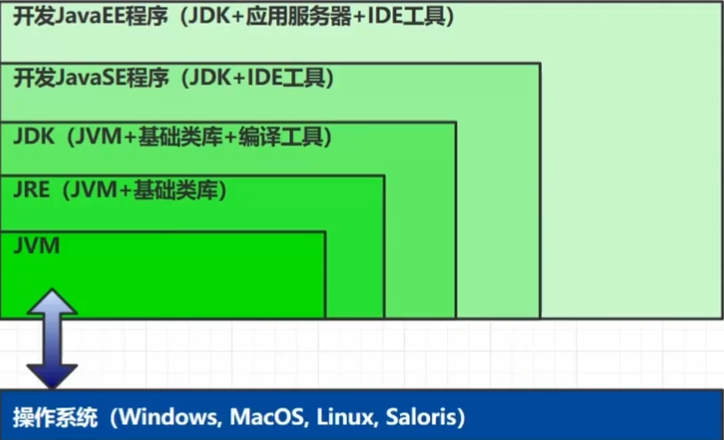 开发JavaEE程序（JDK+应用服务器+IDE工具）
开发JavaSE程序（JDK+IDE工具）
JDK（JVM+基础类库+编译工具）
JRE（JVM+基础类库）
JVM
操作系统（Windows, MacOS, Linux, Saloris）